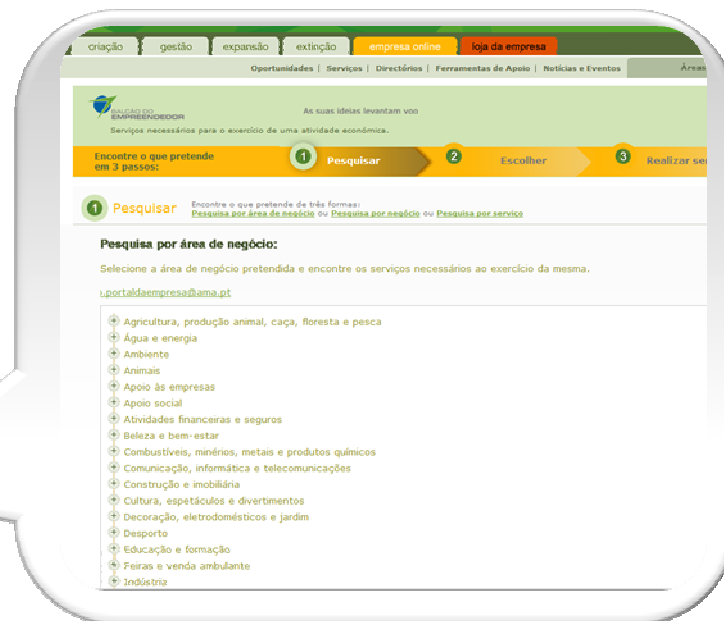 criação gestão expansão extinção empresa online loja da empresa
Oportunidades | Serviços | Directórios | Ferramentas de Apoio | Notícias e Eventos Áreas
BALCÃO DO
EMPREENDEDOR
As suas ideias levantam voo
Serviços necessários para o exercício de uma atividade económica.
Encontre o que pretende
em 3 passos:
1 Pesquisar 2 Escolher 3 Realizar ser
1 Pesquisar
Encontre o que pretende de três formas:
Pesquisa por área de negócio ou Pesquisa por negócio ou Pesquisa por serviço
Pesquisa por área de negócio:
Selecione a área de negócio pretendida e encontre os serviços necessários ao exercício da mesma.
.portaldaempresa@ama.pt
Agricultura, produção animal, caça, floresta e pesca
Água e energia
Ambiente
Animais
Apoio às empresas
Apoio social
Atividades financeiras e seguros
Beleza e bem-estar
Combustíveis, minérios, metais e produtos químicos
Comunicação, informática e telecomunicações
Construção e imobiliária
Cultura, espetáculos e divertimentos
Decoração, eletrodomésticos e jardim
Desporto
Educação e formação
Feiras e venda ambulante
Indústria